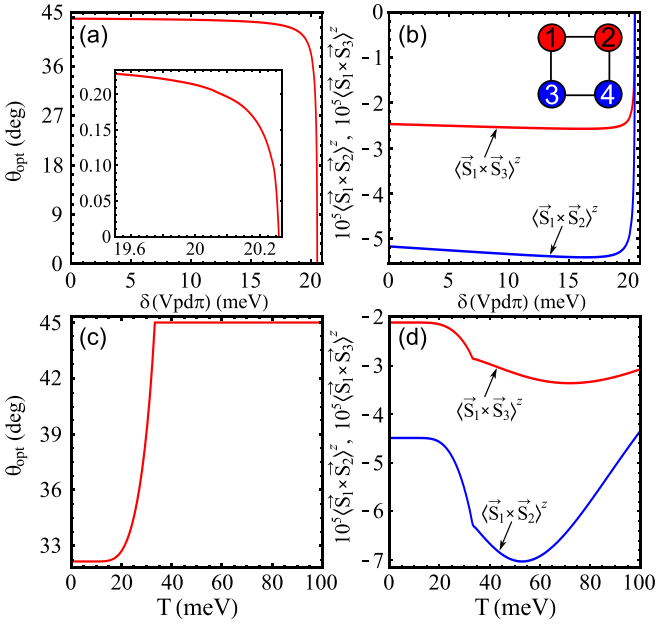 (a)
45
36
27
18
9
0
θopt (deg)
0.20
0.15
0.10
0.05
0
19.6 20 20.2
0 5 10 15 20
δ(Vpdπ) (meV)
(b)
0
-1
-2
-3
-4
-5
10⁵⟨S⃗₁×S⃗₂⟩ᶻ, 10⁵⟨S⃗₁×S⃗₃⟩ᶻ
1 2
3 4
⟨S⃗₁×S⃗₃⟩ᶻ
⟨S⃗₁×S⃗₂⟩ᶻ
0 5 10 15 20
δ(Vpdπ) (meV)
(c)
45
42
39
36
33
θopt (deg)
0 20 40 60 80 100
T (meV)
(d)
-2
-3
-4
-5
-6
-7
10⁵⟨S⃗₁×S⃗₂⟩ᶻ, 10⁵⟨S⃗₁×S⃗₃⟩ᶻ
⟨S⃗₁×S⃗₃⟩ᶻ
⟨S⃗₁×S⃗₂⟩ᶻ
0 20 40 60 80 100
T (meV)